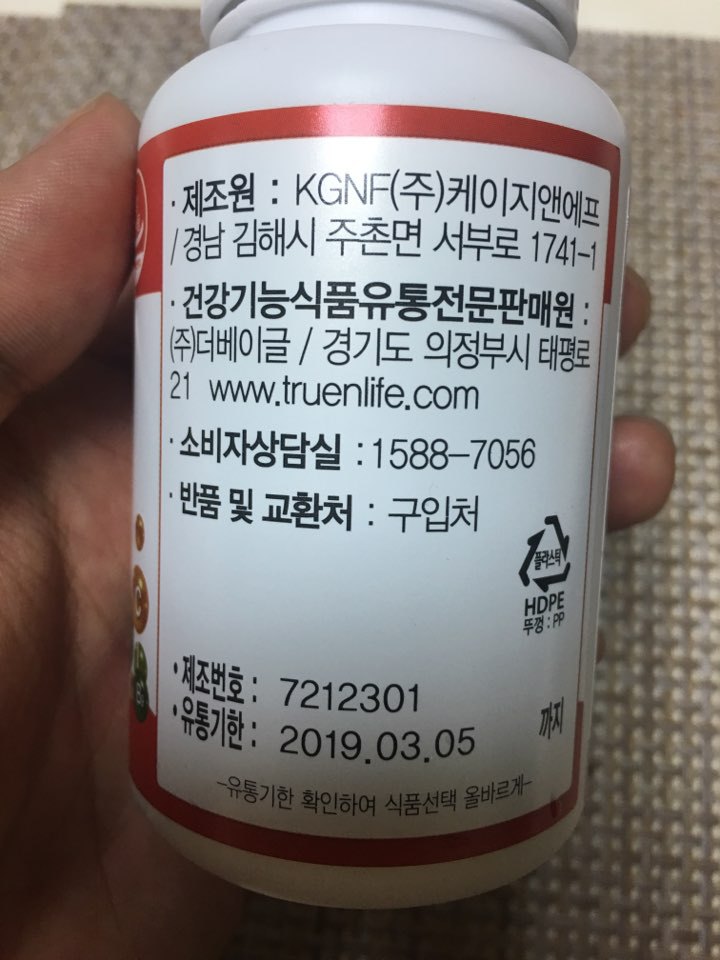 · 제조원 : KGNF(주)케이지앤에프
/ 경남 김해시 주촌면 서부로 1741-1
· 건강기능식품유통전문판매원 :
(주)더베이글 / 경기도 의정부시 태평로
21 www.truenlife.com
· 소비자상담실 : 1588-7056
· 반품 및 교환처 : 구입처
플라스틱
HDPE
뚜껑 : PP
• 제조번호 : 7212301
• 유통기한 : 2019.03.05 까지
-유통기한 확인하여 식품선택 올바르게-
C